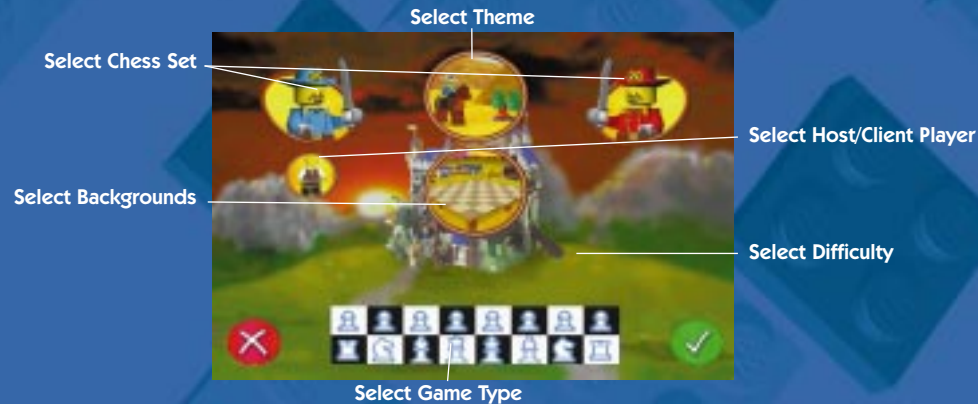 Select Theme
Select Chess Set
Select Host/Client Player
Select Backgrounds
Select Difficulty
Select Game Type